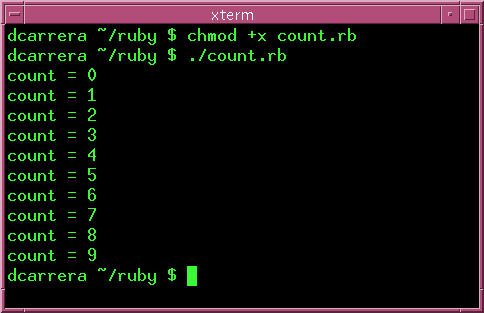 xterm
dcarrera ~/ruby $ chmod +x count.rb
dcarrera ~/ruby $ ./count.rb
count = 0
count = 1
count = 2
count = 3
count = 4
count = 5
count = 6
count = 7
count = 8
count = 9
dcarrera ~/ruby $